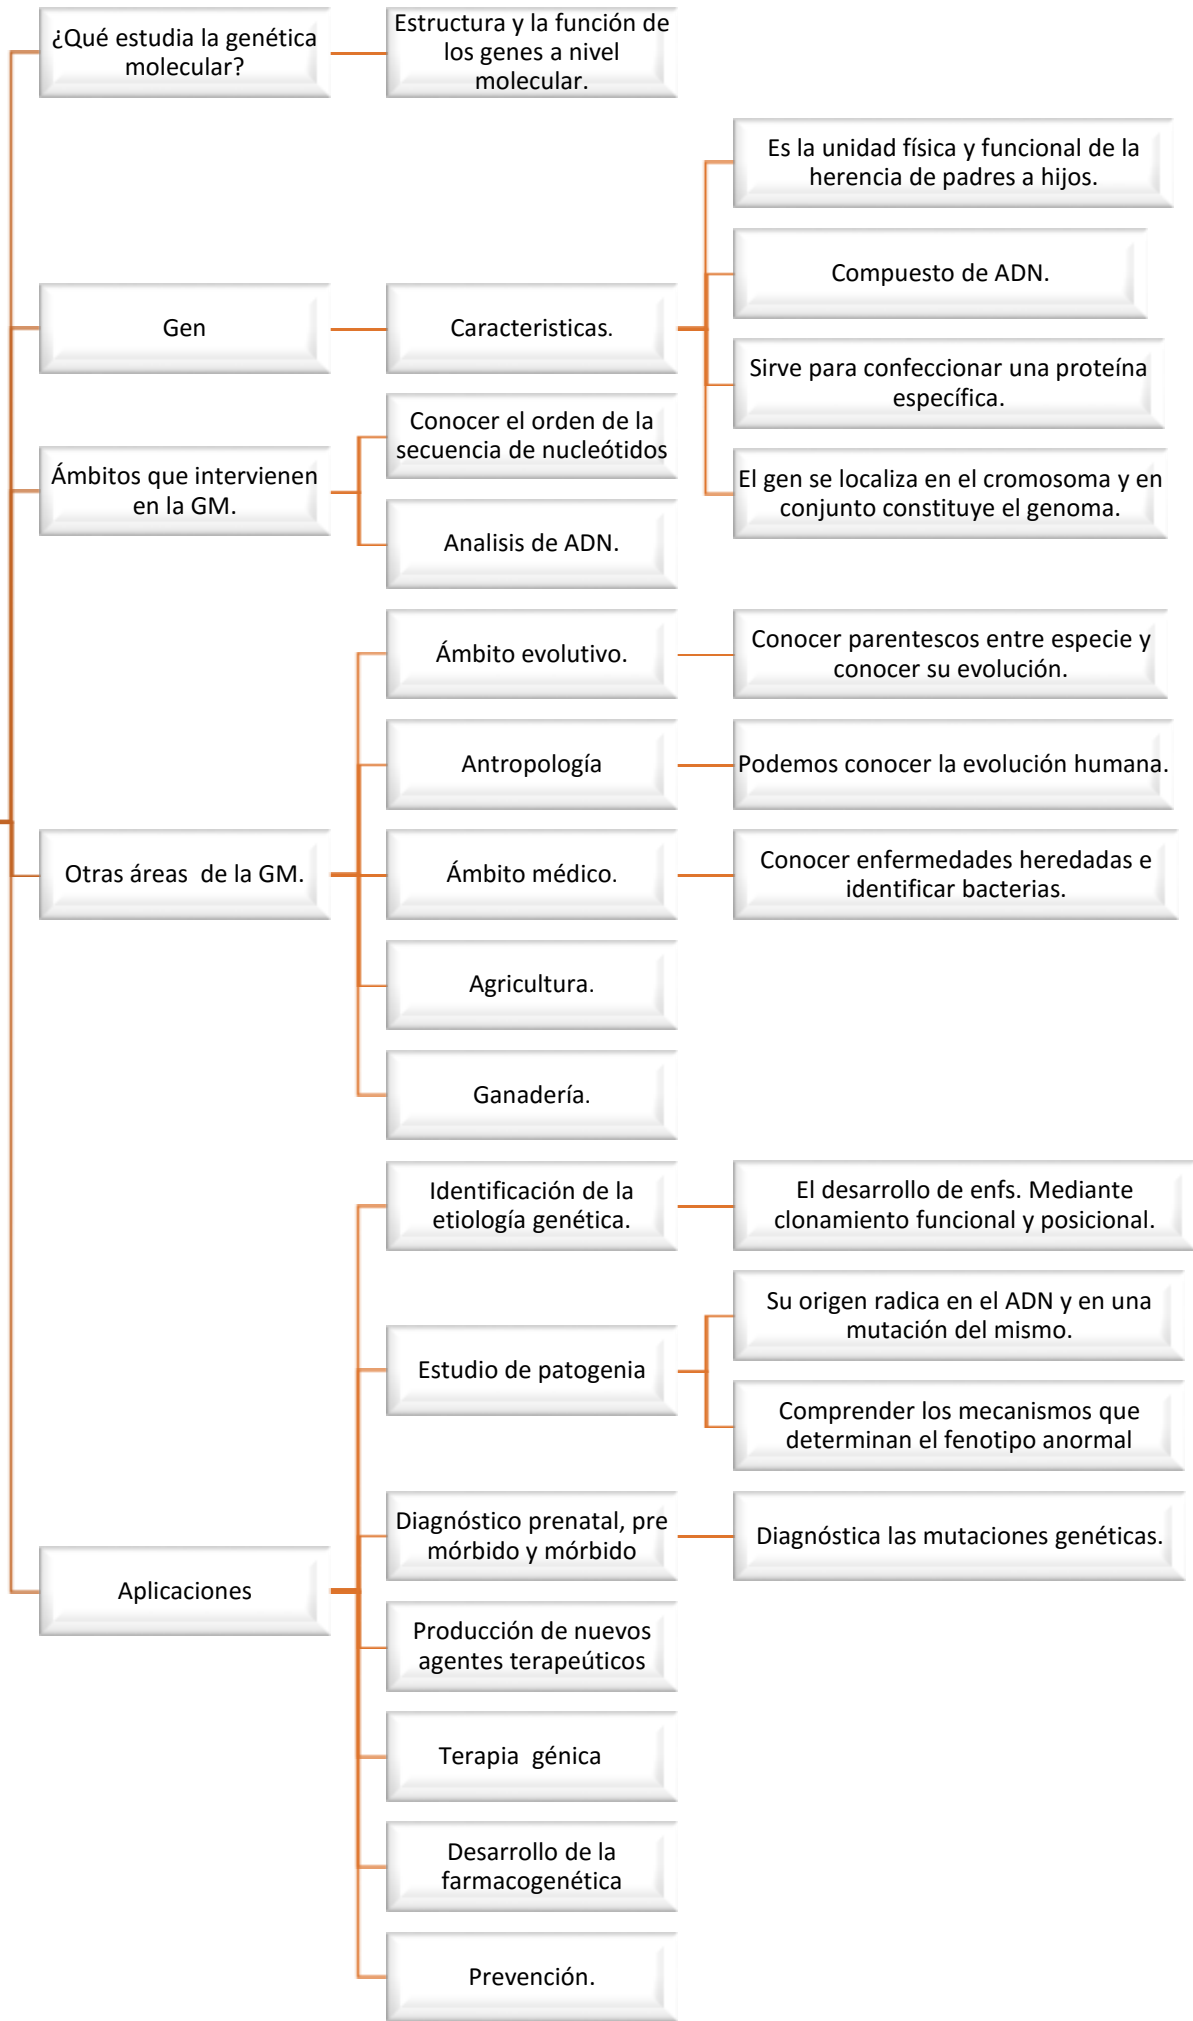 ¿Qué estudia la genética
molecular?
Estructura y la función de
los genes a nivel
molecular.
Gen
Caracteristicas.
Es la unidad física y funcional de la
herencia de padres a hijos.
Compuesto de ADN.
Sirve para confeccionar una proteína
específica.
El gen se localiza en el cromosoma y en
conjunto constituye el genoma.
Ámbitos que intervienen
en la GM.
Conocer el orden de la
secuencia de nucleótidos
Analisis de ADN.
Otras áreas  de la GM.
Ámbito evolutivo.
Conocer parentescos entre especie y
conocer su evolución.
Antropología
Podemos conocer la evolución humana.
Ámbito médico.
Conocer enfermedades heredadas e
identificar bacterias.
Agricultura.
Ganadería.
Aplicaciones
Identificación de la
etiología genética.
El desarrollo de enfs. Mediante
clonamiento funcional y posicional.
Estudio de patogenia
Su origen radica en el ADN y en una
mutación del mismo.
Comprender los mecanismos que
determinan el fenotipo anormal
Diagnóstico prenatal, pre
mórbido y mórbido
Diagnóstica las mutaciones genéticas.
Producción de nuevos
agentes terapeúticos
Terapia  génica
Desarrollo de la
farmacogenética
Prevención.